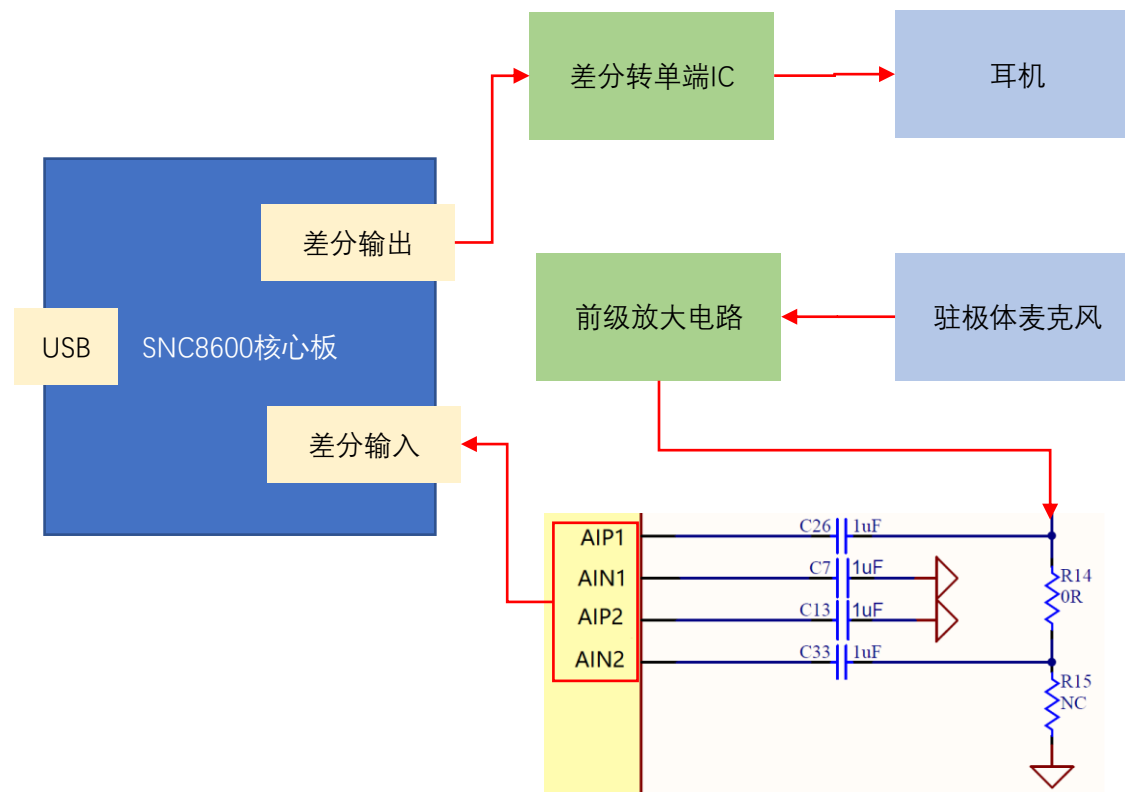 差分转单端IC
耳机
差分输出
前级放大电路
驻极体麦克风
USB
SNC8600核心板
差分输入
AIP1
C26
1uF
AIN1
C7
1uF
R14
0R
AIP2
C13
1uF
AIN2
C33
1uF
R15
NC